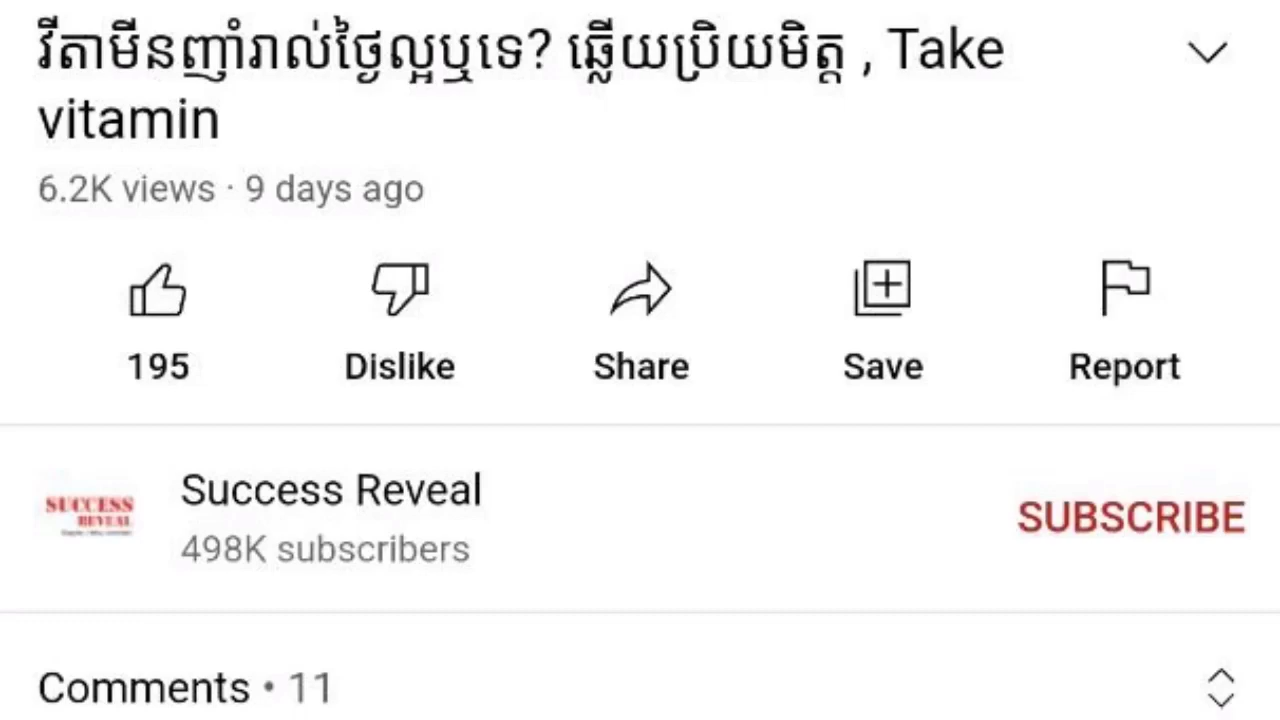 វីតាមីនញ៉ាំរាល់ថ្ងៃល្អឬទេ? ឆ្លើយប្រិយមិត្ត , Take
vitamin
6.2K views · 9 days ago
195 Dislike Share Save Report
SUCCESS
REVEAL
Success Reveal
498K subscribers
SUBSCRIBE
Comments • 11